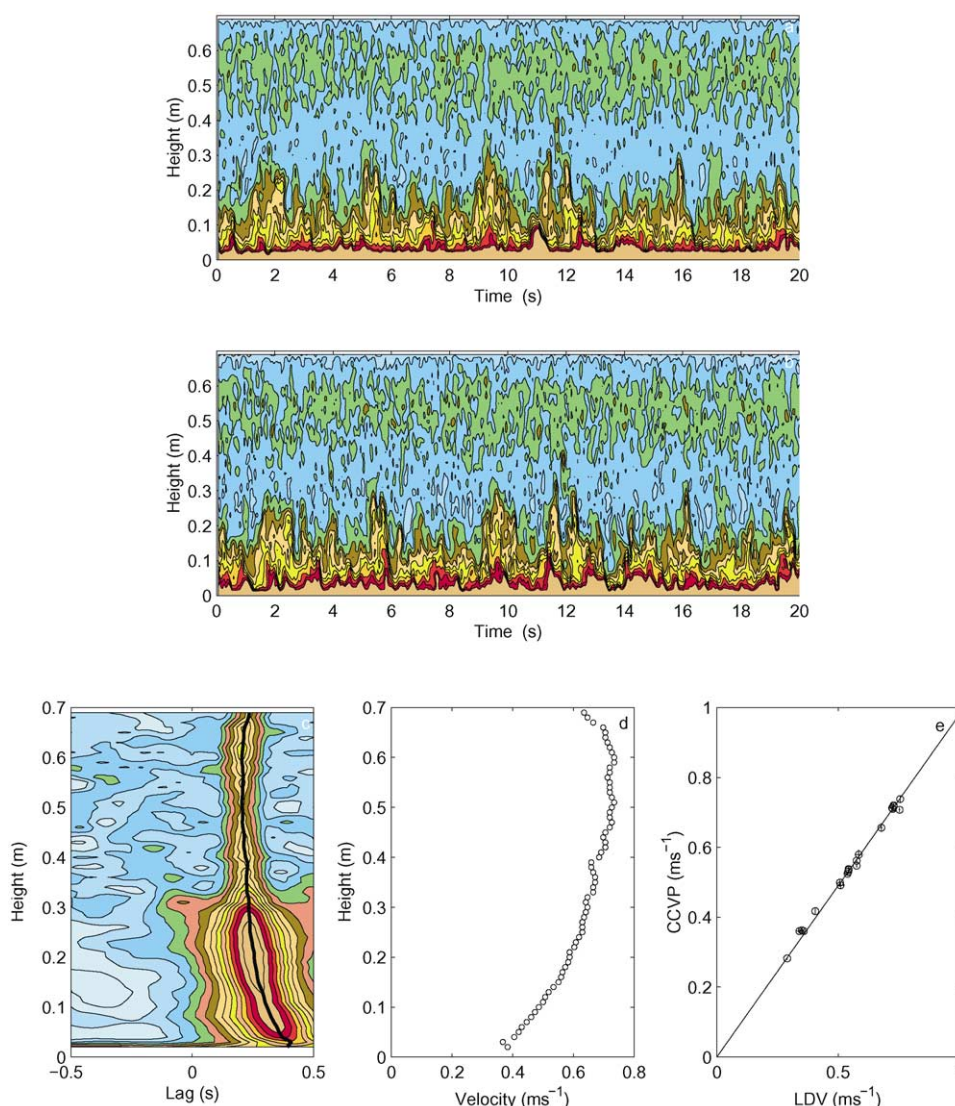 a
0.6
0.5
0.4
0.3
0.2
0.1
0
Height (m)
0 2 4 6 8 10 12 14 16 18 20
Time (s)
b
0.6
0.5
0.4
0.3
0.2
0.1
0
Height (m)
0 2 4 6 8 10 12 14 16 18 20
Time (s)
c
0.7
0.6
0.5
0.4
0.3
0.2
0.1
0
Height (m)
−0.5 0 0.5
Lag (s)
d
0.7
0.6
0.5
0.4
0.3
0.2
0.1
0
Height (m)
0 0.2 0.4 0.6 0.8
Velocity (ms⁻¹)
e
1
0.8
0.6
0.4
0.2
0
CCVP (ms⁻¹)
0.5
LDV (ms⁻¹)